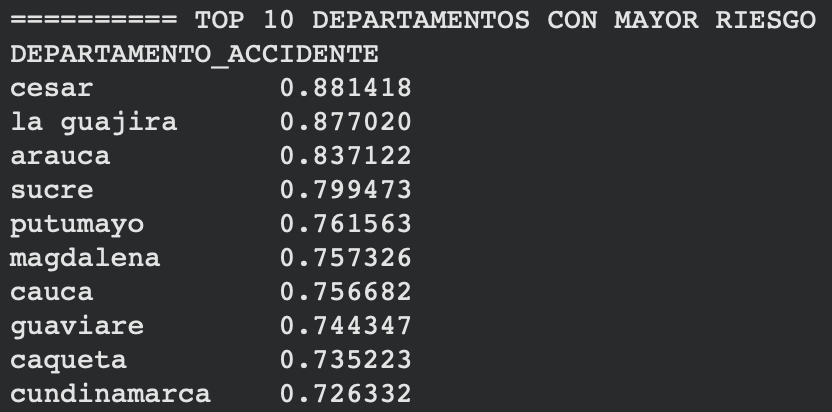 ========== TOP 10 DEPARTAMENTOS CON MAYOR RIESGO
DEPARTAMENTO_ACCIDENTE
cesar 0.881418
la guajira 0.877020
arauca 0.837122
sucre 0.799473
putumayo 0.761563
magdalena 0.757326
cauca 0.756682
guaviare 0.744347
caqueta 0.735223
cundinamarca 0.726332